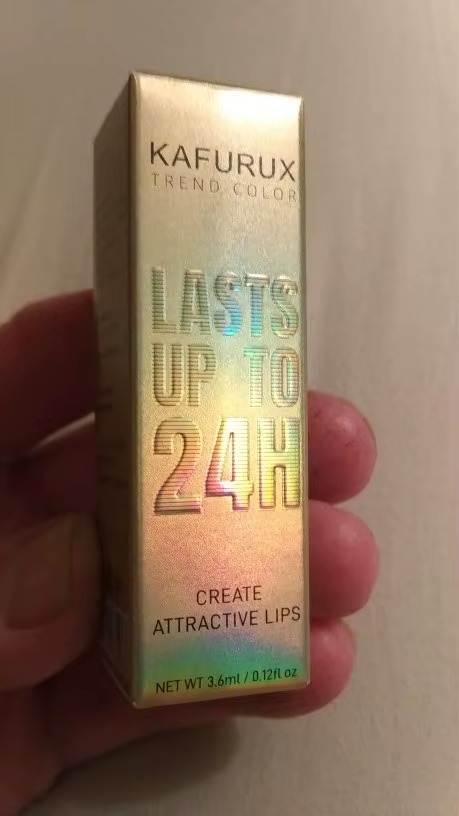 KAFURUX
TREND COLOR
LASTS
UP TO
24H
CREATE
ATTRACTIVE LIPS
NET WT 3.6ml / 0.12fl oz